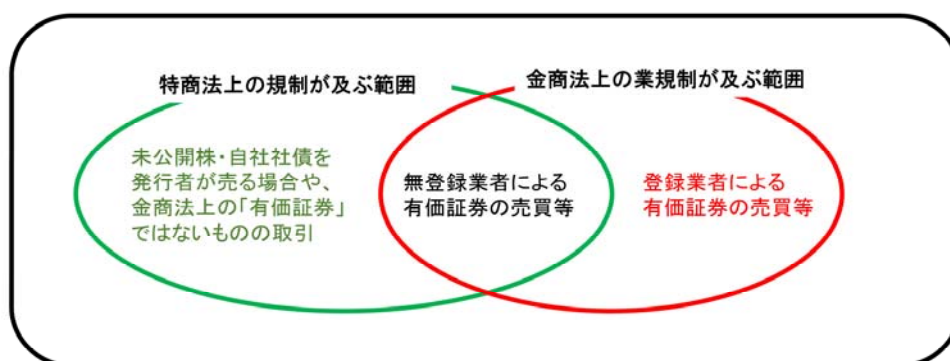 特商法上の規制が及ぶ範囲
金商法上の業規制が及ぶ範囲
未公開株・自社社債を
発行者が売る場合や、
金商法上の「有価証券」
ではないものの取引
無登録業者による
有価証券の売買等
登録業者による
有価証券の売買等